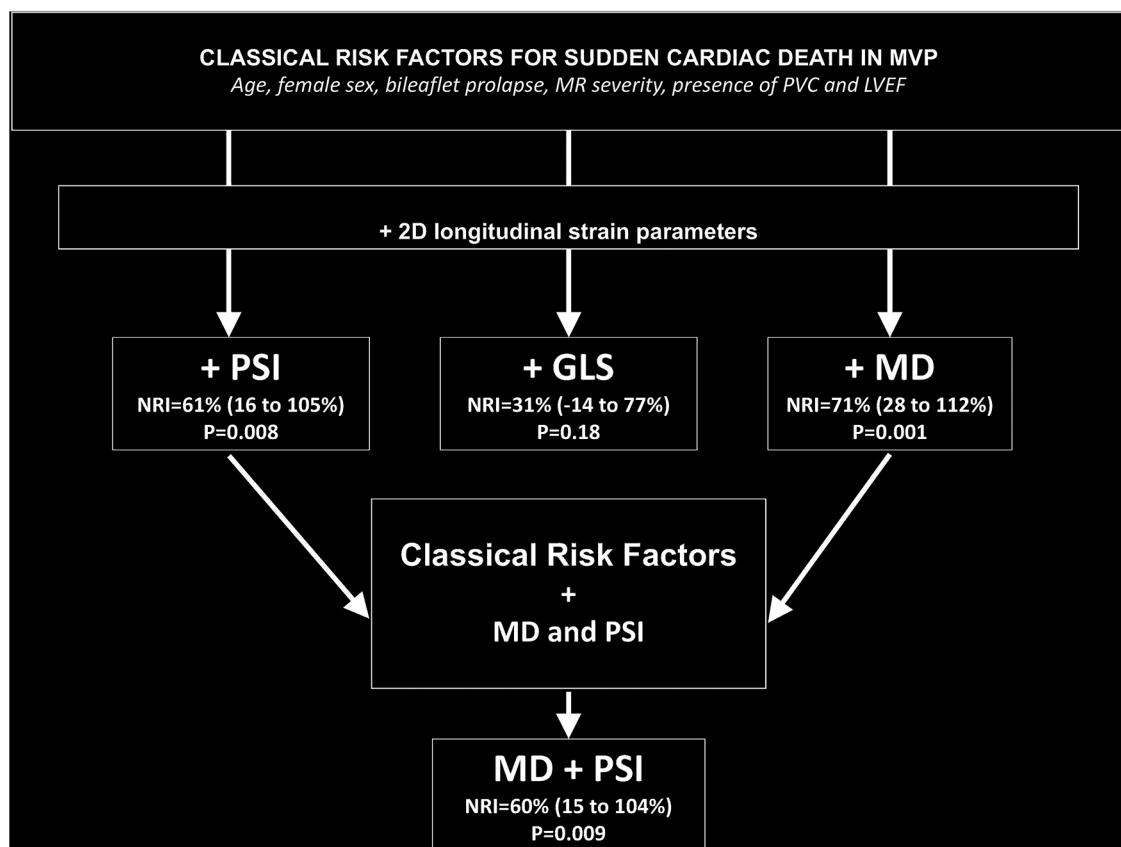 CLASSICAL RISK FACTORS FOR SUDDEN CARDIAC DEATH IN MVP
Age, female sex, bileaflet prolapse, MR severity, presence of PVC and LVEF
+ 2D longitudinal strain parameters
+ PSI
NRI=61% (16 to 105%)
P=0.008
+ GLS
NRI=31% (-14 to 77%)
P=0.18
+ MD
NRI=71% (28 to 112%)
P=0.001
Classical Risk Factors
+
MD and PSI
MD + PSI
NRI=60% (15 to 104%)
P=0.009